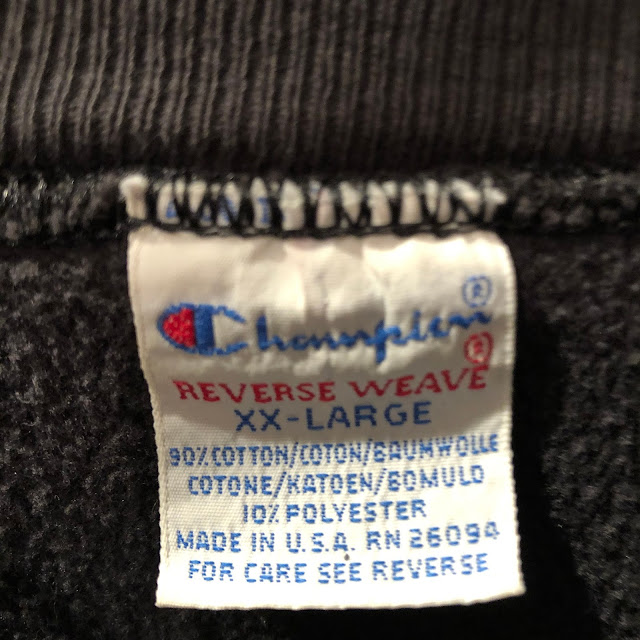 Champion ®
REVERSE WEAVE ®
XX-LARGE
90% COTTON/COTON/BAUMWOLLE
COTONE/KATOEN/BOMULD
10% POLYESTER
MADE IN U.S.A. RN 26094
FOR CARE SEE REVERSE